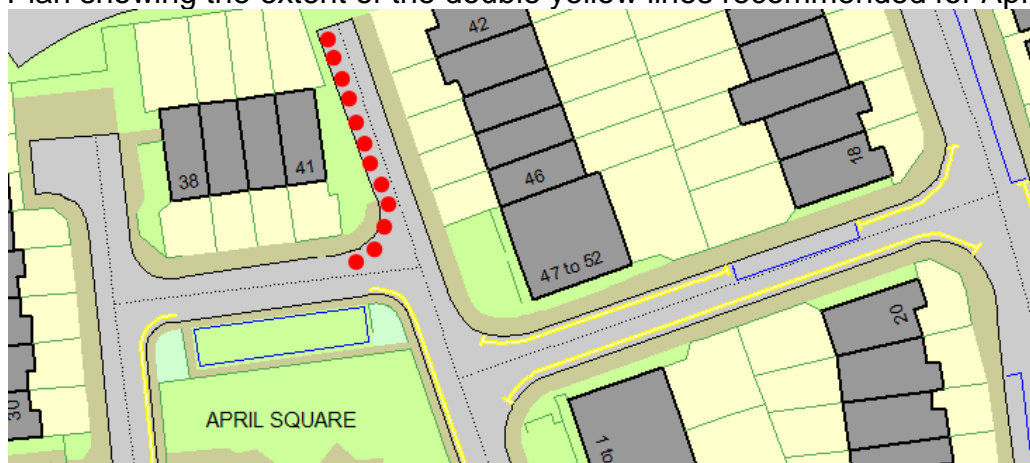 Plan showing the extent of the double yellow lines recommended for
42
38
41
46
18
47 to 52
20
30
APRIL SQUARE
1 to